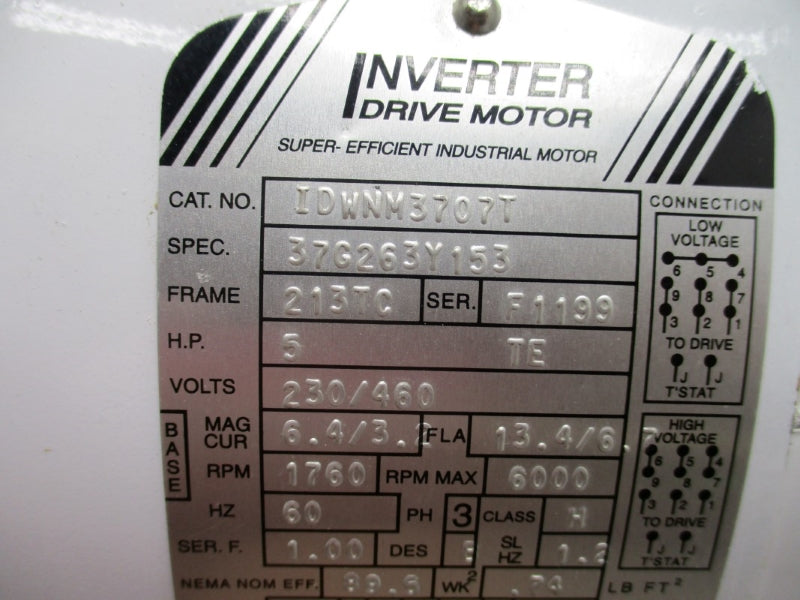 INVERTER
DRIVE MOTOR
SUPER- EFFICIENT INDUSTRIAL MOTOR
CAT. NO. IDWNM3707T
SPEC. 37G263Y153
FRAME 213TC SER. F1199
H.P. 5 TE
VOLTS 230/460
BASE
MAG CUR 6.4/3.2 FLA 13.4/6.7
RPM 1760 RPM MAX 6000
HZ 60 PH 3 CLASS H
SER. F. 1.00 DES SL HZ 1.2
NEMA NOM EFF. WK2 .74 LB FT2
CONNECTION
LOW
VOLTAGE
6 5 4
9 8 7
3 2 1
TO DRIVE
J J
T'STAT
HIGH
VOLTAGE
6 5 4
9 8 7
3 2 1
TO DRIVE
J J
T'STAT